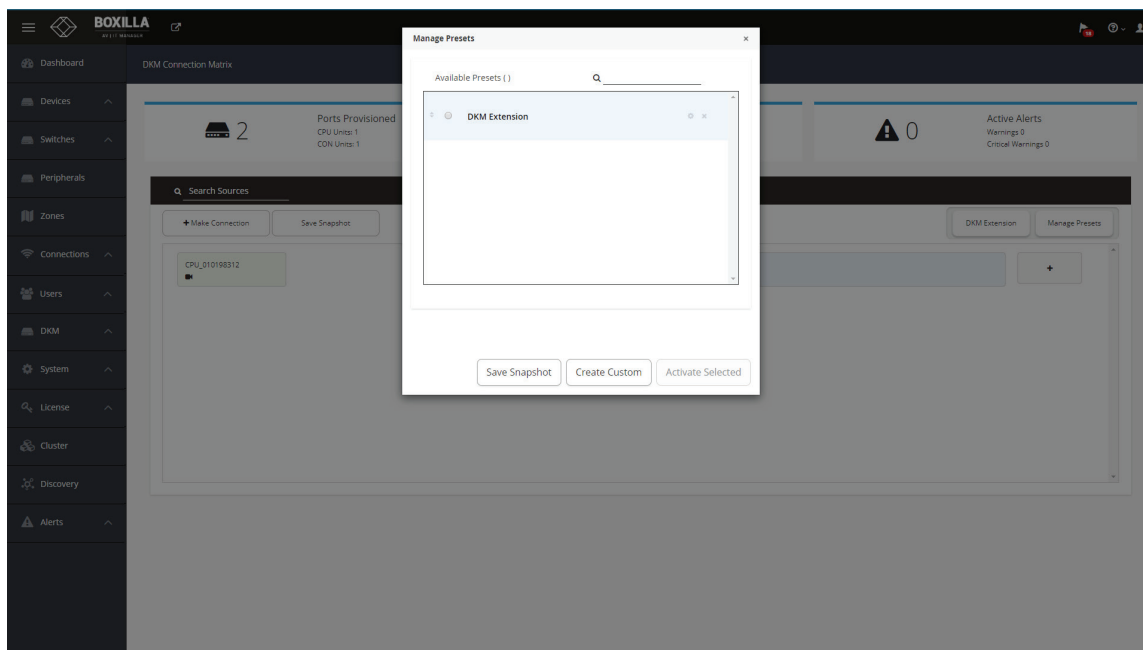 BOXILLA
Manage Presets
×
Dashboard
DKM Connection Matrix
Available Presets ( )
Devices
DKM Extension
2
Ports Provisioned
CPU Units: 1
CON Units: 1
0
Active Alerts
Warnings 0
Critical Warnings 0
Switches
Peripherals
Search Sources
Zones
+ Make Connection
Save Snapshot
DKM Extension
Manage Presets
Connections
CPU_010198312
+
Users
DKM
System
Save Snapshot
Create Custom
Activate Selected
License
Cluster
Discovery
Alerts